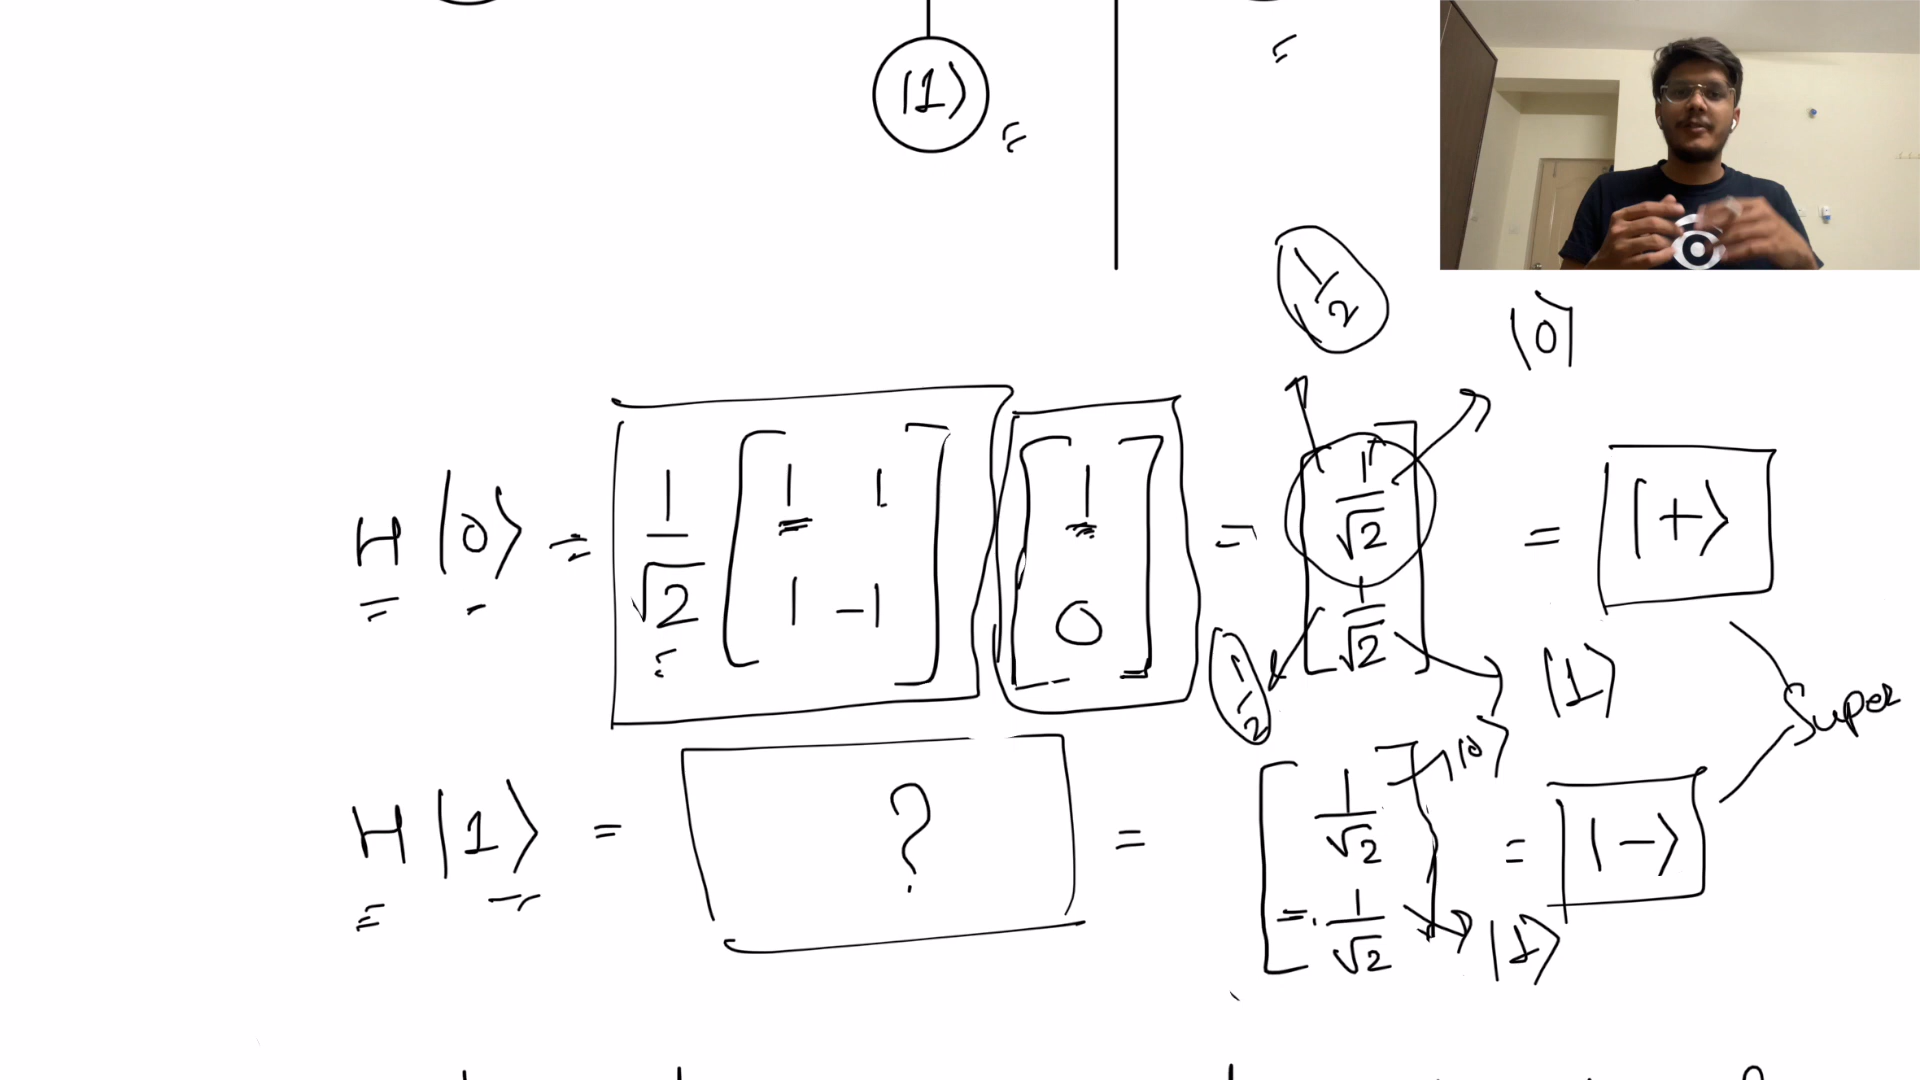 |1⟩
1/2
|0⟩
H |0⟩ = 1/√2 [1 1; 1 -1] [1; 0] = [1/√2; 1/√2] = |+⟩
1/2
|1⟩
Super
|0⟩
H |1⟩ = ? = [1/√2; -1/√2] = |-⟩
|1⟩